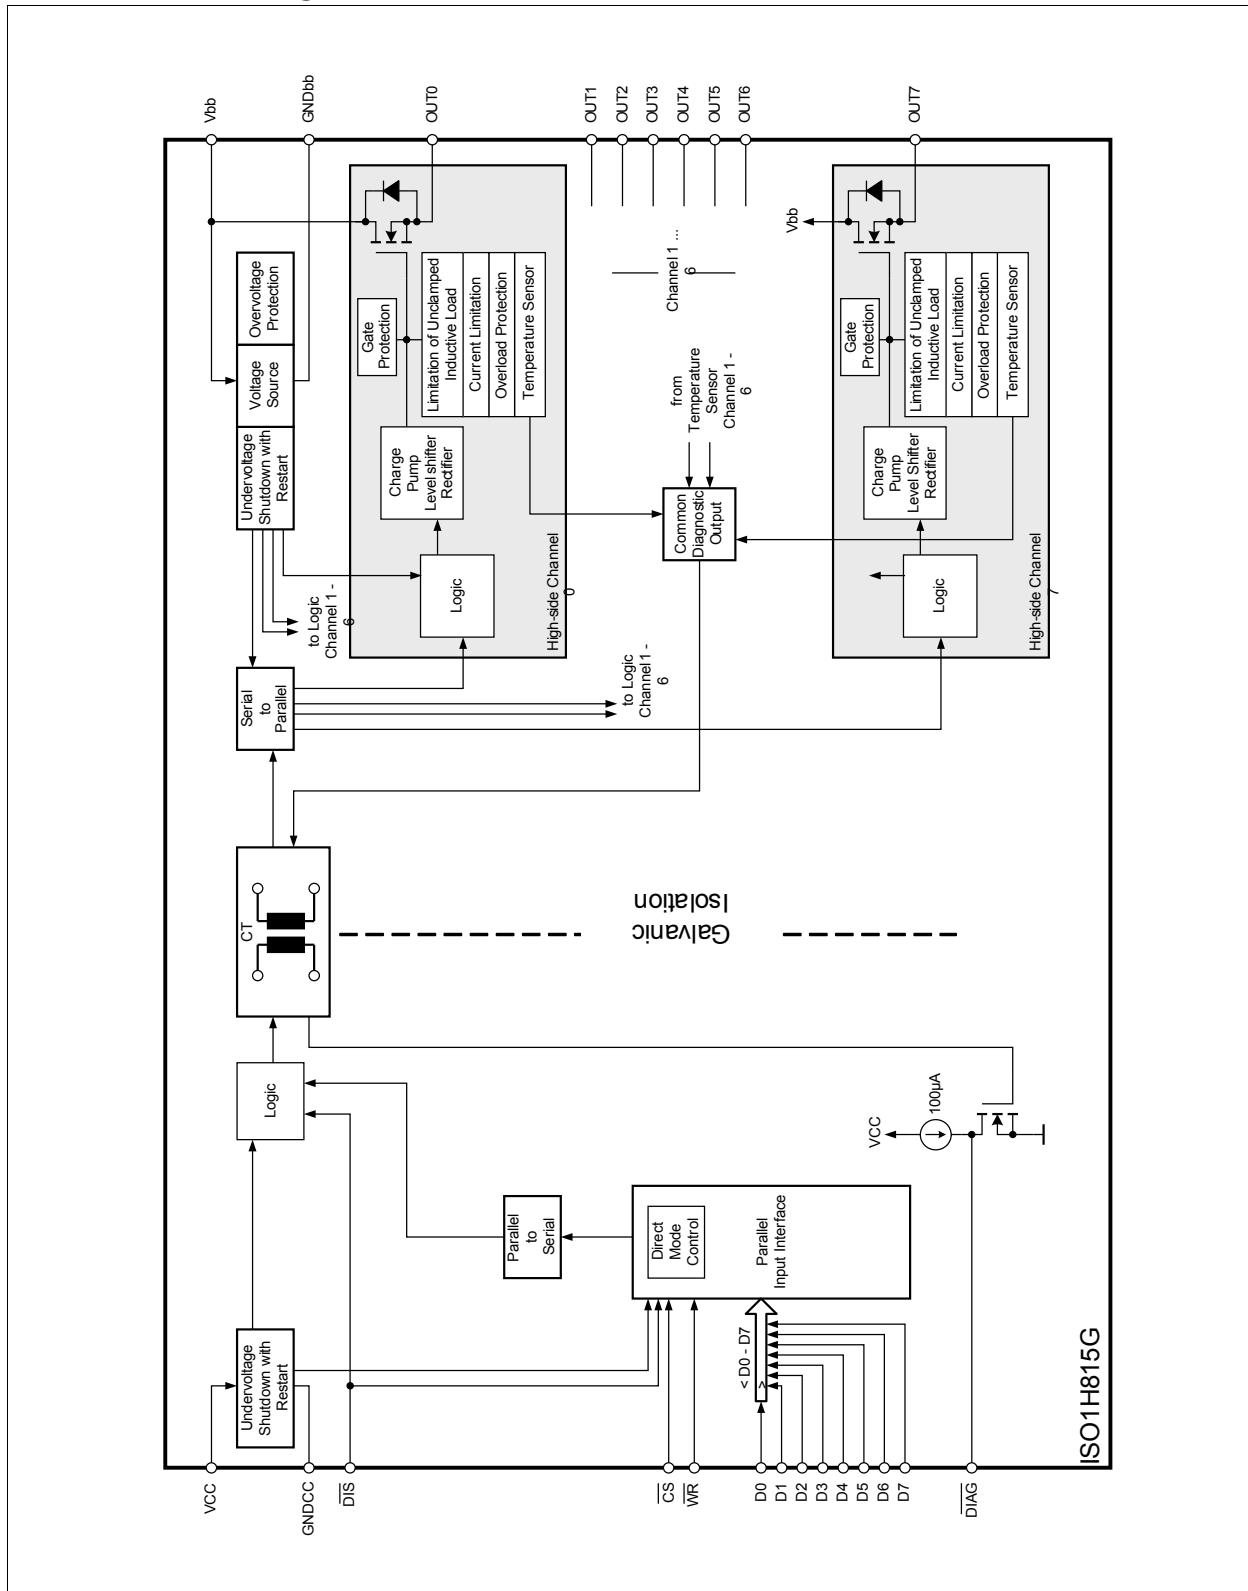 VCC
GNDCC
DIS
CS
WR
D0
D1
D2
D3
D4
D5
D6
D7
DIAG
Undervoltage
Shutdown with
Restart
Logic
Parallel
to
Serial
< D0 - D7
>
Direct
Mode
Control
Parallel
Input Interface
VCC
100µA
CT
Galvanic
Isolation
Serial
to
Parallel
to Logic
Channel 1 -
6
to Logic
Channel 1 -
6
Undervoltage
Shutdown with
Restart
Voltage
Source
Overvoltage
Protection
Logic
Charge
Pump
Level shifter
Rectifier
Gate
Protection
Limitation of Unclamped
Inductive Load
Current Limitation
Overload Protection
Temperature Sensor
High-side Channel
0
Common
Diagnostic
Output
from
Temperature
Sensor
Channel 1 -
6
Channel 1 ...
6
Vbb
Logic
Charge
Pump
Level Shifter
Rectifier
Gate
Protection
Limitation of Unclamped
Inductive Load
Current Limitation
Overload Protection
Temperature Sensor
High-side Channel
7
Vbb
GNDbb
OUT0
OUT1
OUT2
OUT3
OUT4
OUT5
OUT6
OUT7
ISO1H815G